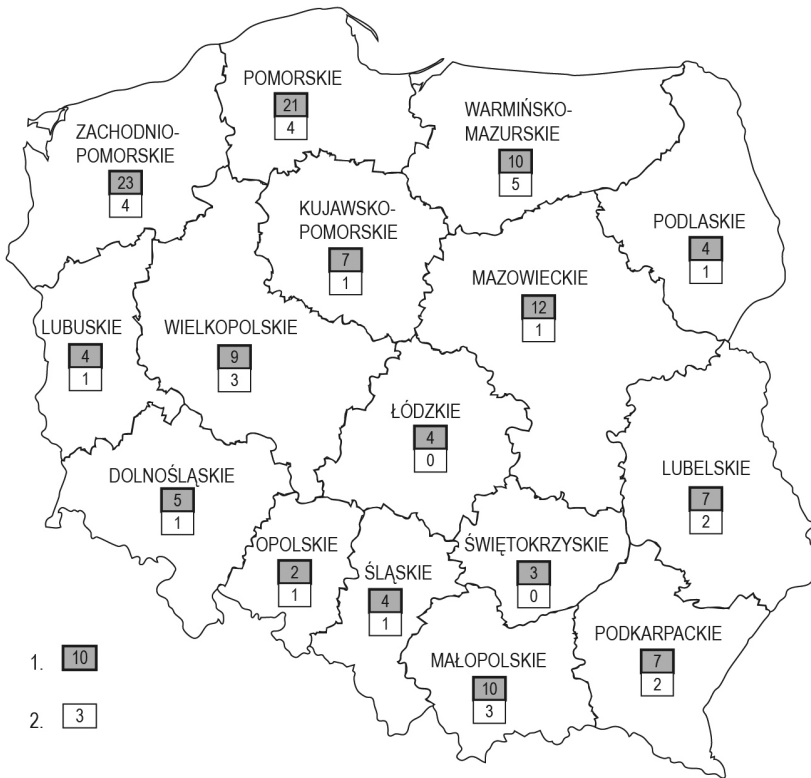 POMORSKIE
21
4
WARMIŃSKO-
MAZURSKIE
10
5
ZACHODNIO-
POMORSKIE
23
4
KUJAWSKO-
POMORSKIE
7
1
PODLASKIE
4
1
MAZOWIECKIE
12
1
LUBUSKIE
4
1
WIELKOPOLSKIE
9
3
ŁÓDZKIE
4
0
DOLNOŚLĄSKIE
5
1
LUBELSKIE
7
2
OPOLSKIE
2
1
ŚLĄSKIE
4
1
ŚWIĘTOKRZYSKIE
3
0
MAŁOPOLSKIE
10
3
PODKARPACKIE
7
2
1. 10
2. 3